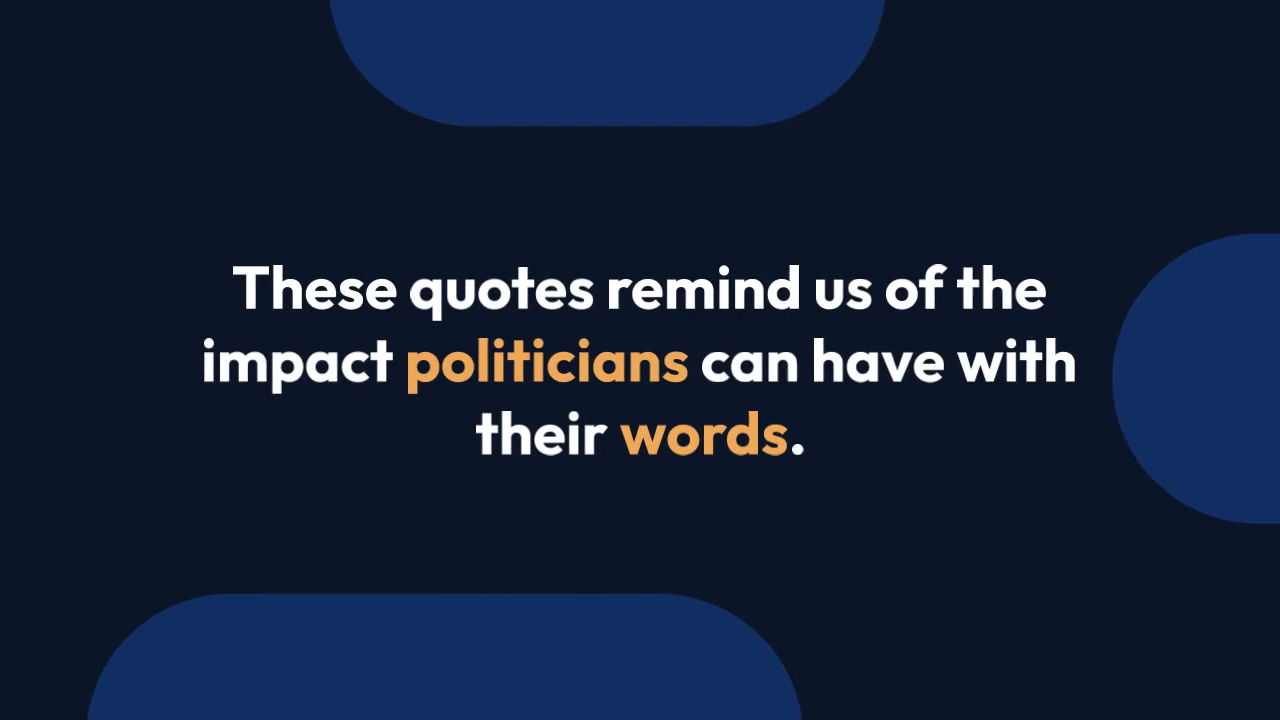 These quotes remind us of the
impact politicians can have with
their words.